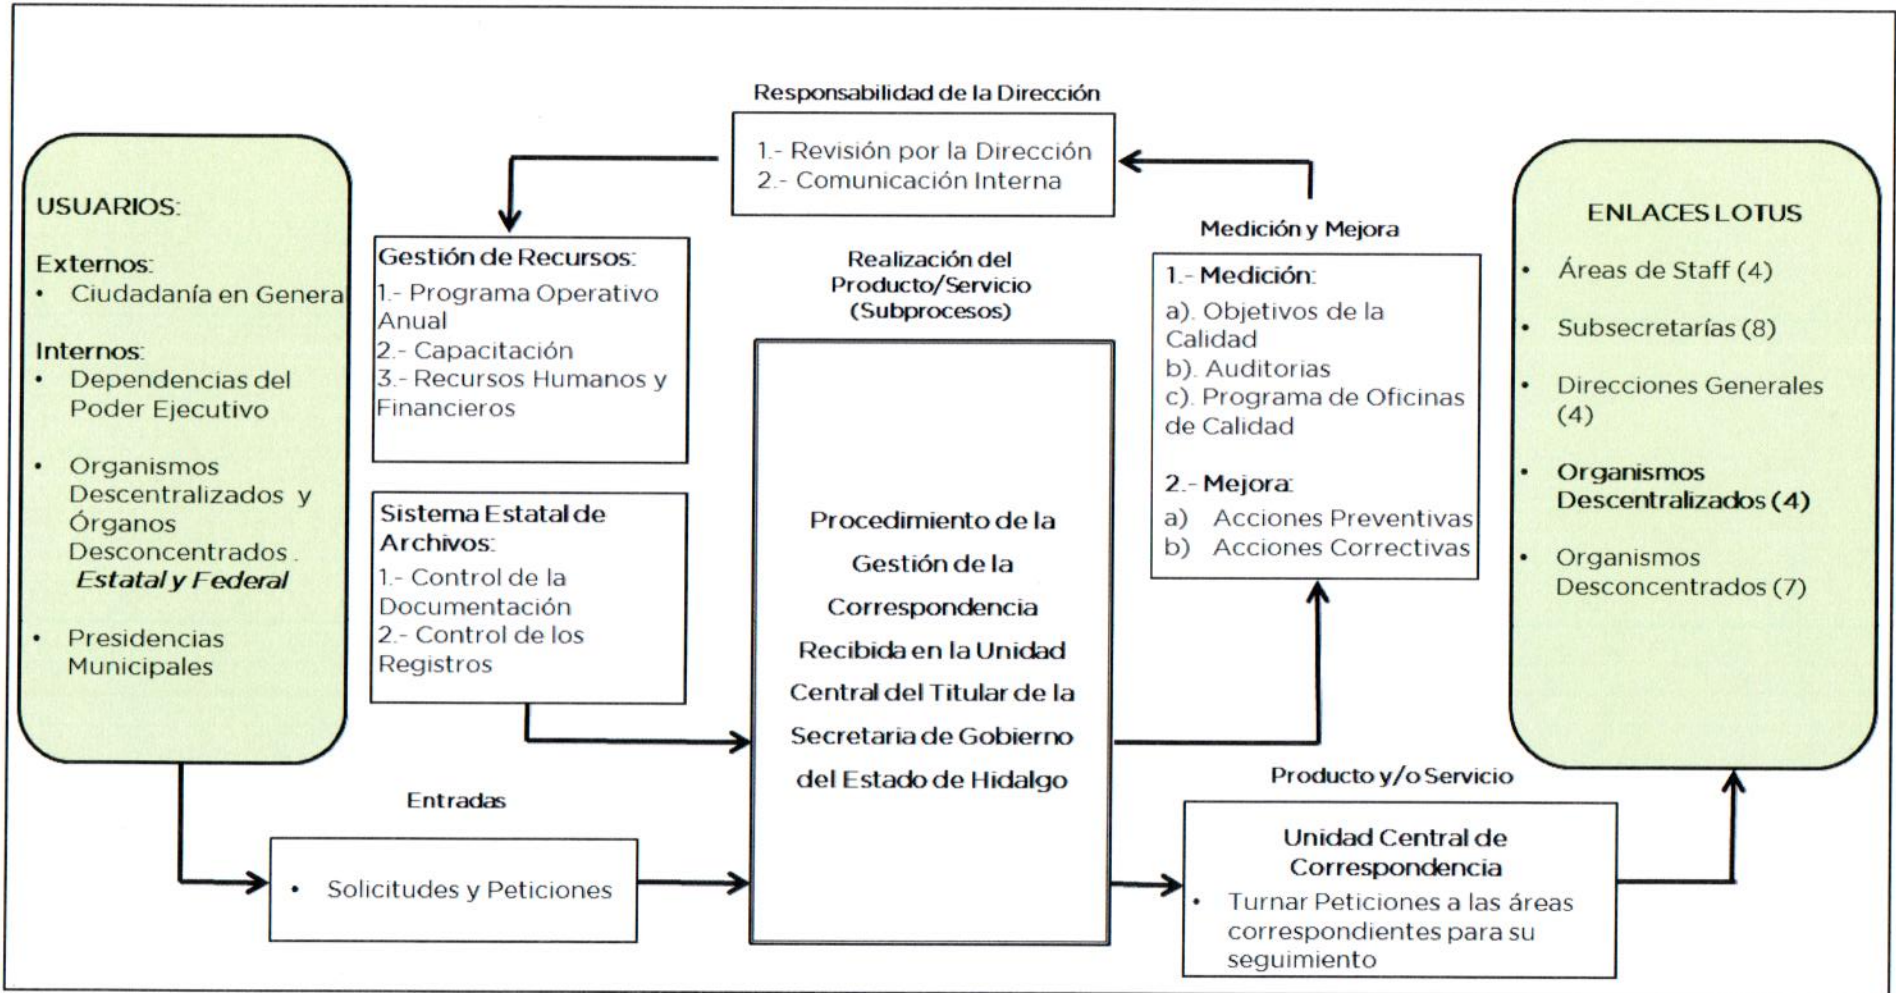 Responsabilidad de la Dirección
1.- Revisión por la Dirección
2.- Comunicación Interna
USUARIOS:
Externos:
• Ciudadanía en Genera
Internos:
• Dependencias del
Poder Ejecutivo
• Organismos
Descentralizados y
Órganos
Desconcentrados .
Estatal y Federal
• Presidencias
Municipales
Gestión de Recursos:
1.- Programa Operativo
Anual
2.- Capacitación
3.- Recursos Humanos y
Financieros
Sistema Estatal de
Archivos:
1.- Control de la
Documentación
2.- Control de los
Registros
Entradas
• Solicitudes y Peticiones
Realización del
Producto/Servicio
(Subprocesos)
Procedimiento de la
Gestión de la
Correspondencia
Recibida en la Unidad
Central del Titular de la
Secretaria de Gobierno
del Estado de Hidalgo
Medición y Mejora
1.- Medición:
a). Objetivos de la
Calidad
b). Auditorias
c). Programa de Oficinas
de Calidad
2.- Mejora:
a) Acciones Preventivas
b) Acciones Correctivas
Producto y/o Servicio
Unidad Central de
Correspondencia
• Turnar Peticiones a las áreas
correspondientes para su
seguimiento
ENLACES LOTUS
• Áreas de Staff (4)
• Subsecretarías (8)
• Direcciones Generales
(4)
• Organismos
Descentralizados (4)
• Organismos
Desconcentrados (7)